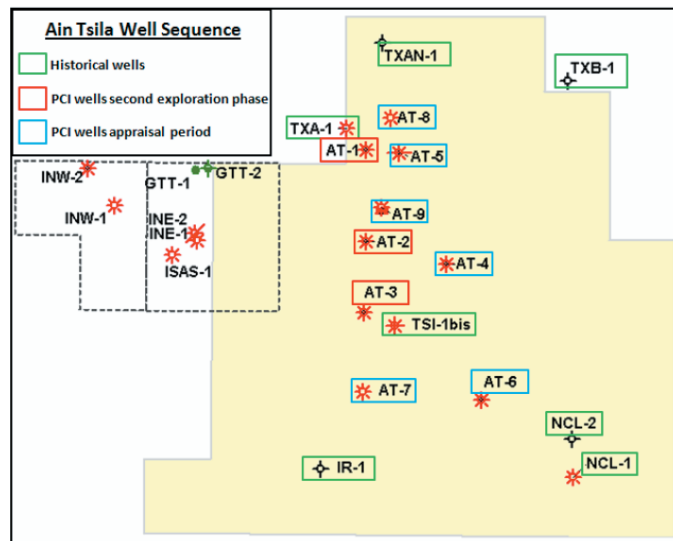 Ain Tsila Well Sequence
Historical wells
PCI wells second exploration phase
PCI wells appraisal period
TXAN-1
TXB-1
TXA-1
AT-8
AT-1
AT-5
INW-2
GTT-1
GTT-2
INW-1
INE-2
INE-1
ISAS-1
AT-9
AT-2
AT-4
AT-3
TSI-1bis
AT-7
AT-6
NCL-2
IR-1
NCL-1